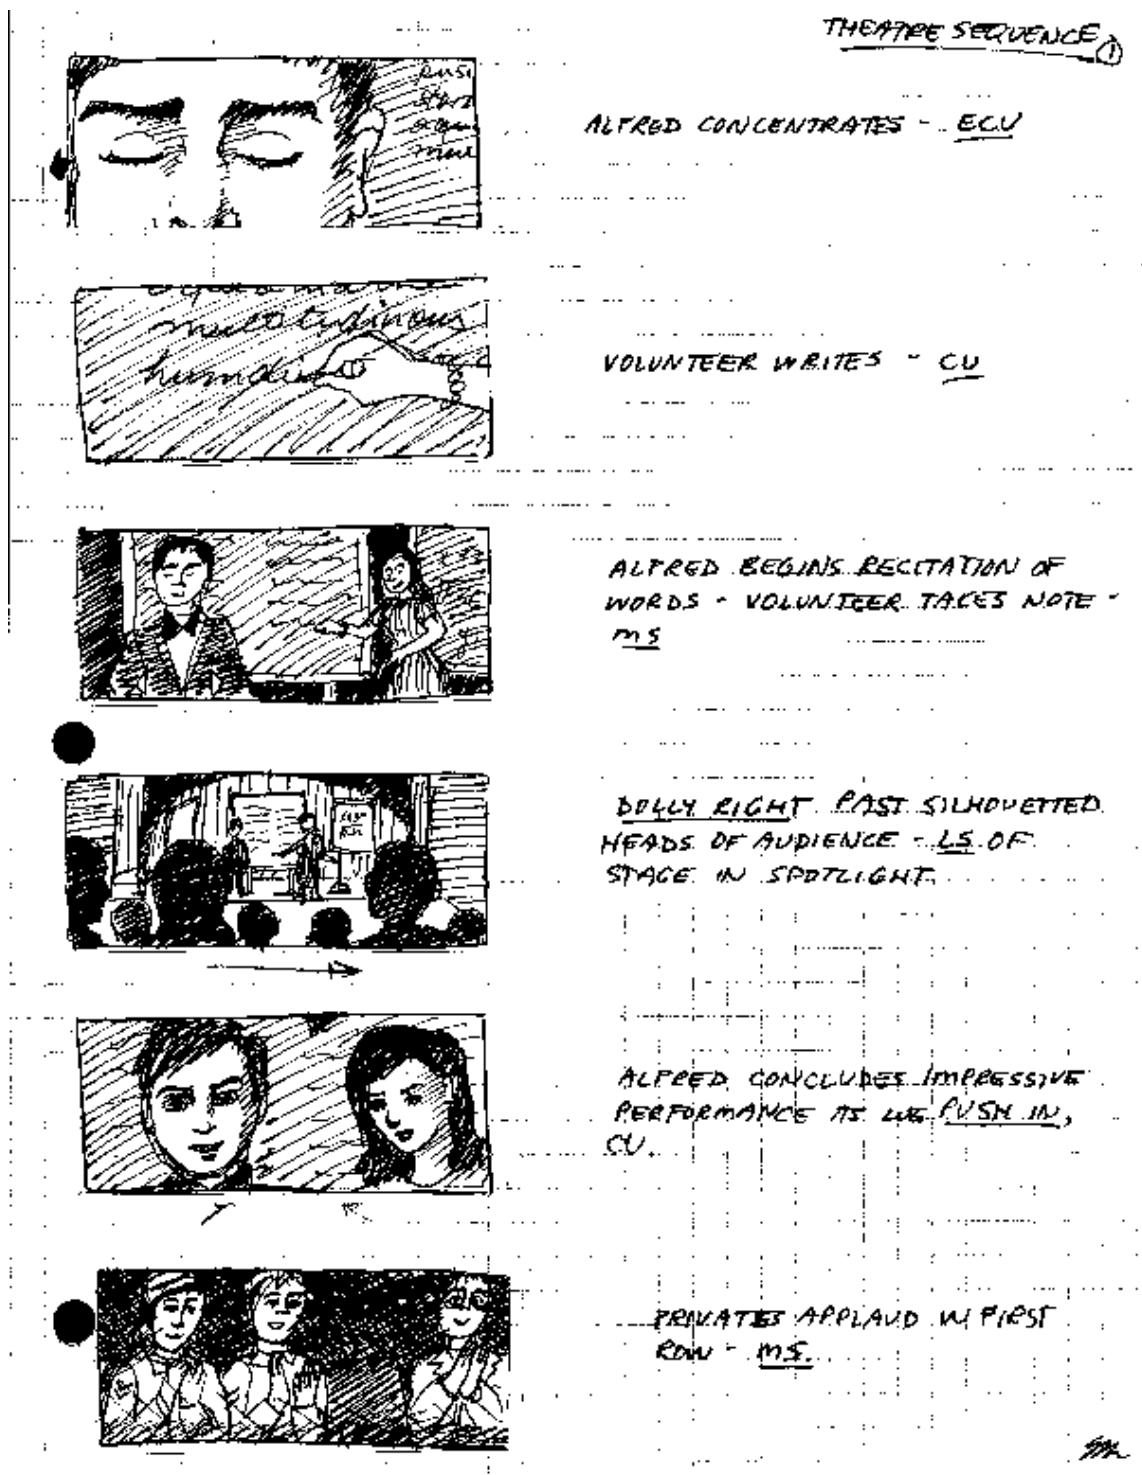 THEATRE SEQUENCE 1
ALFRED CONCENTRATES - ECU
multitudinous
VOLUNTEER WRITES - CU
ALFRED BEGINS RECITATION OF
WORDS - VOLUNTEER TAKES NOTE -
MS
DOLLY RIGHT PAST SILHOUETTED
HEADS OF AUDIENCE - LS OF
STAGE IN SPOTLIGHT.
ALFRED CONCLUDES IMPRESSIVE
PERFORMANCE AS WE PUSH IN,
CU.
PRIVATES APPLAUD IN FIRST
ROW - MS.